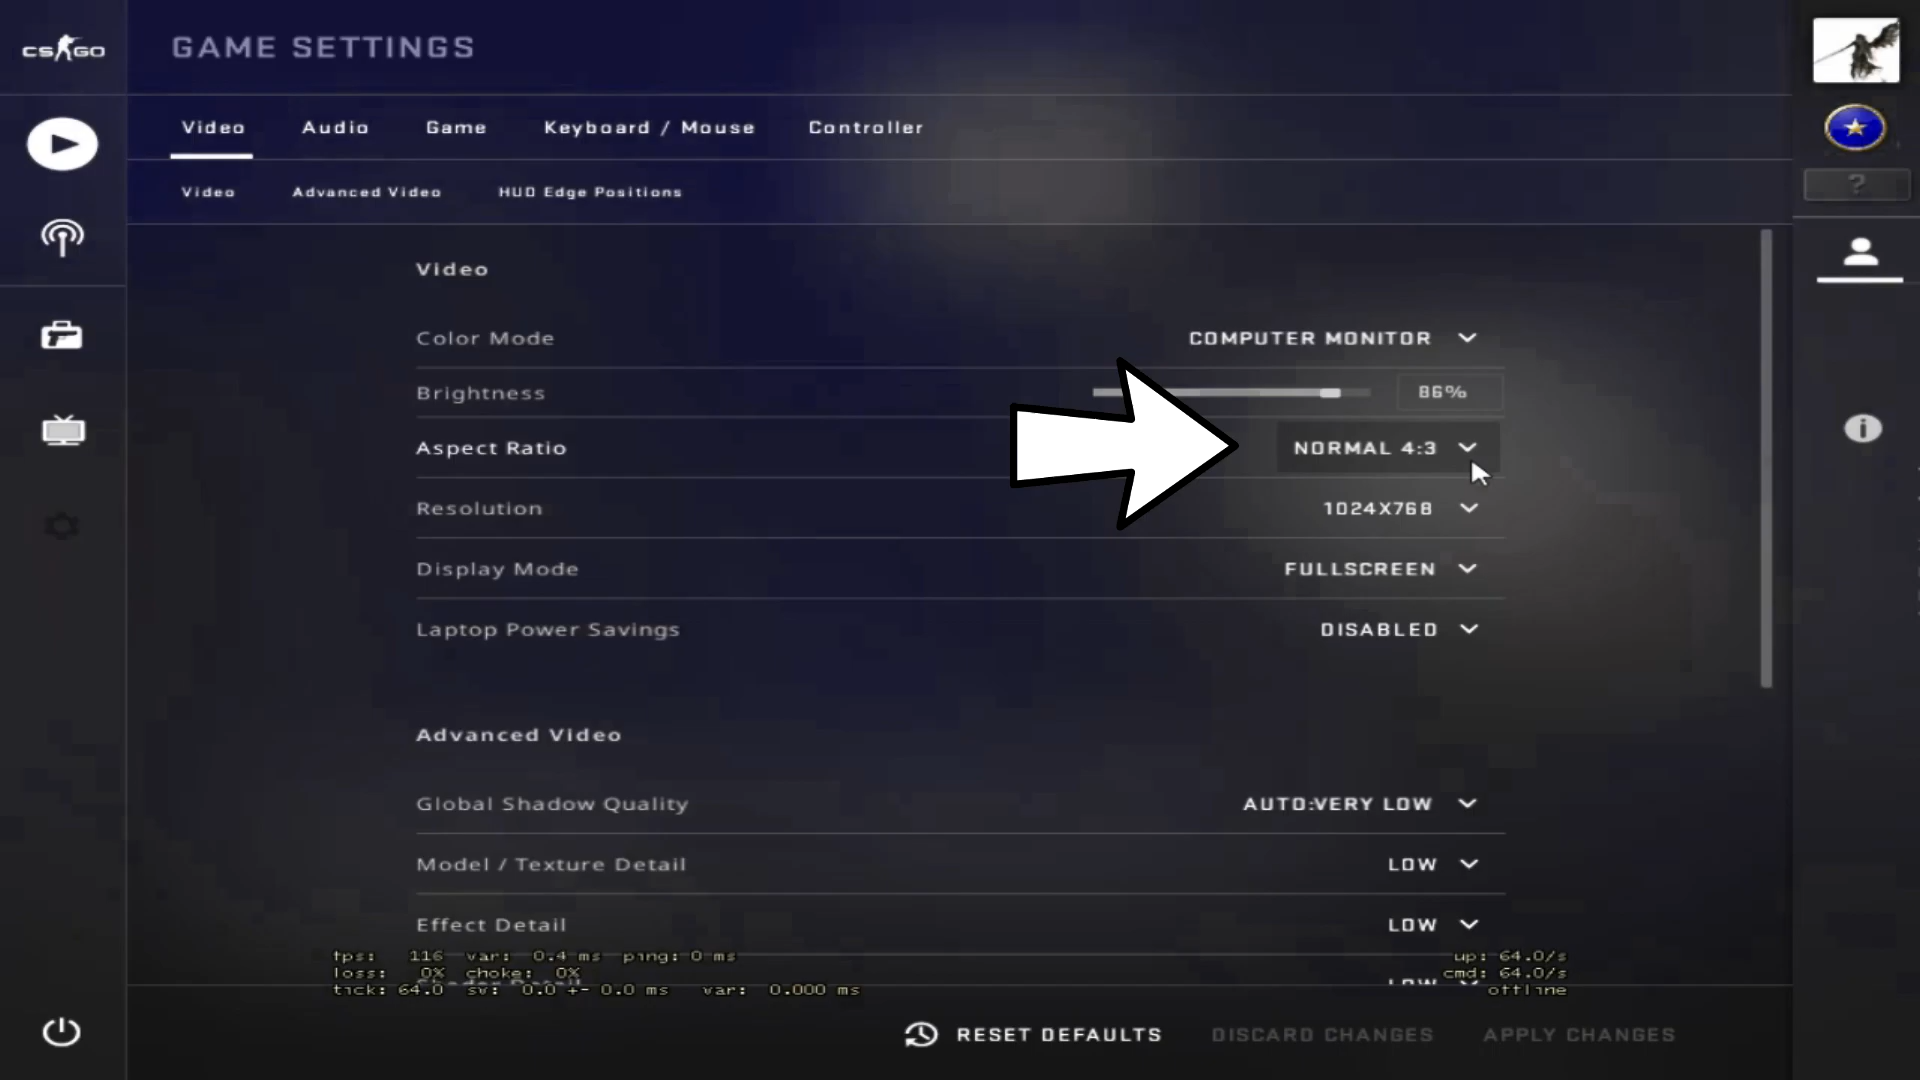 CS GO
GAME SETTINGS
Video Audio Game Keyboard / Mouse Controller
Video Advanced Video HUD Edge Positions
?
Video
Color Mode COMPUTER MONITOR
Brightness 86%
Aspect Ratio NORMAL 4:3
Resolution 1024X768
Display Mode FULLSCREEN
Laptop Power Savings DISABLED
Advanced Video
Global Shadow Quality AUTO:VERY LOW
Model / Texture Detail LOW
Effect Detail LOW
fps: 116 var: 0.4 ms ping: 0 ms up: 64.0/s
loss: 0% choke: 0% cmd: 64.0/s
Shader Detail LOW
tick: 64.0 sv: 0.0 +- 0.0 ms var: 0.000 ms offline
RESET DEFAULTS DISCARD CHANGES APPLY CHANGES